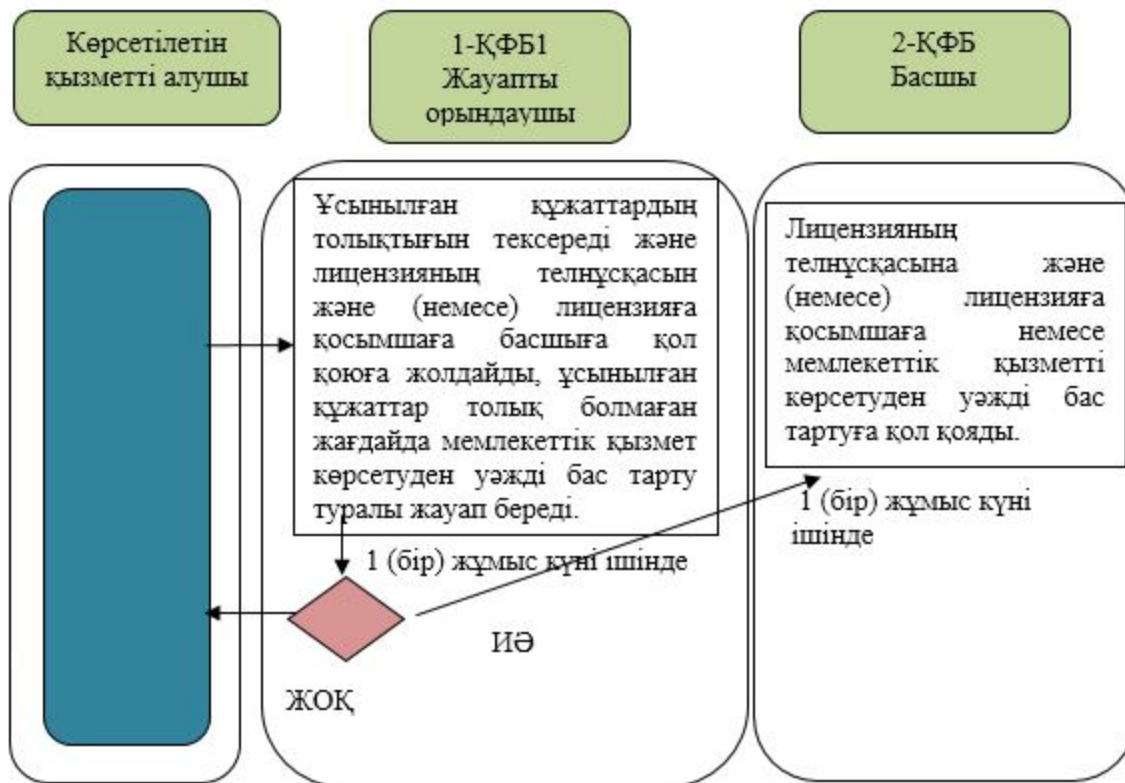 Көрсетілетін
қызметті алушы
1-ҚФБ1
Жауапты
орындаушы
2-ҚФБ
Басшы
Ұсынылған құжаттардың
толықтығын тексереді және
лицензияның телнұсқасын
және (немесе) лицензияға
қосымшаға басшыға қол
қоюға жолдайды, ұсынылған
құжаттар толық болмаған
жағдайда мемлекеттік қызмет
көрсетуден уәжді бас тарту
туралы жауап береді.
1 (бір) жұмыс күні ішінде
ИӘ
ЖОҚ
Лицензияның
телнұсқасына және
(немесе) лицензияға
қосымшаға немесе
мемлекеттік қызметті
көрсетуден уәжді бас
тартуға қол қояды.
1 (бір) жұмыс күні
ішінде